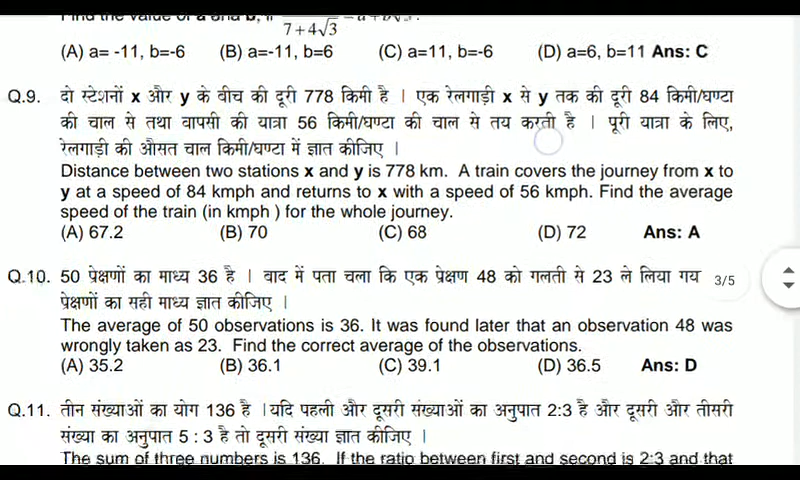 7+4√3
(A) a= -11, b=-6 (B) a=-11, b=6 (C) a=11, b=-6 (D) a=6, b=11 Ans: C
Q.9. दो स्टेशनों x और y के बीच की दूरी 778 किमी है । एक रेलगाड़ी x से y तक की दूरी 84 किमी/घण्टा
की चाल से तथा वापसी की यात्रा 56 किमी/घण्टा की चाल से तय करती है । पूरी यात्रा के लिए,
रेलगाड़ी की औसत चाल किमी/घण्टा में ज्ञात कीजिए ।
Distance between two stations x and y is 778 km. A train covers the journey from x to
y at a speed of 84 kmph and returns to x with a speed of 56 kmph. Find the average
speed of the train (in kmph ) for the whole journey.
(A) 67.2 (B) 70 (C) 68 (D) 72 Ans: A
Q.10. 50 प्रेक्षणों का माध्य 36 है । बाद में पता चला कि एक प्रेक्षण 48 को गलती से 23 ले लिया गय 3/5
प्रेक्षणों का सही माध्य ज्ञात कीजिए ।
The average of 50 observations is 36. It was found later that an observation 48 was
wrongly taken as 23. Find the correct average of the observations.
(A) 35.2 (B) 36.1 (C) 39.1 (D) 36.5 Ans: D
Q.11. तीन संख्याओं का योग 136 है ।यदि पहली और दूसरी संख्याओं का अनुपात 2:3 है और दूसरी और तीसरी
संख्या का अनुपात 5 : 3 है तो दूसरी संख्या ज्ञात कीजिए ।
The sum of three numbers is 136. If the ratio between first and second is 2:3 and that